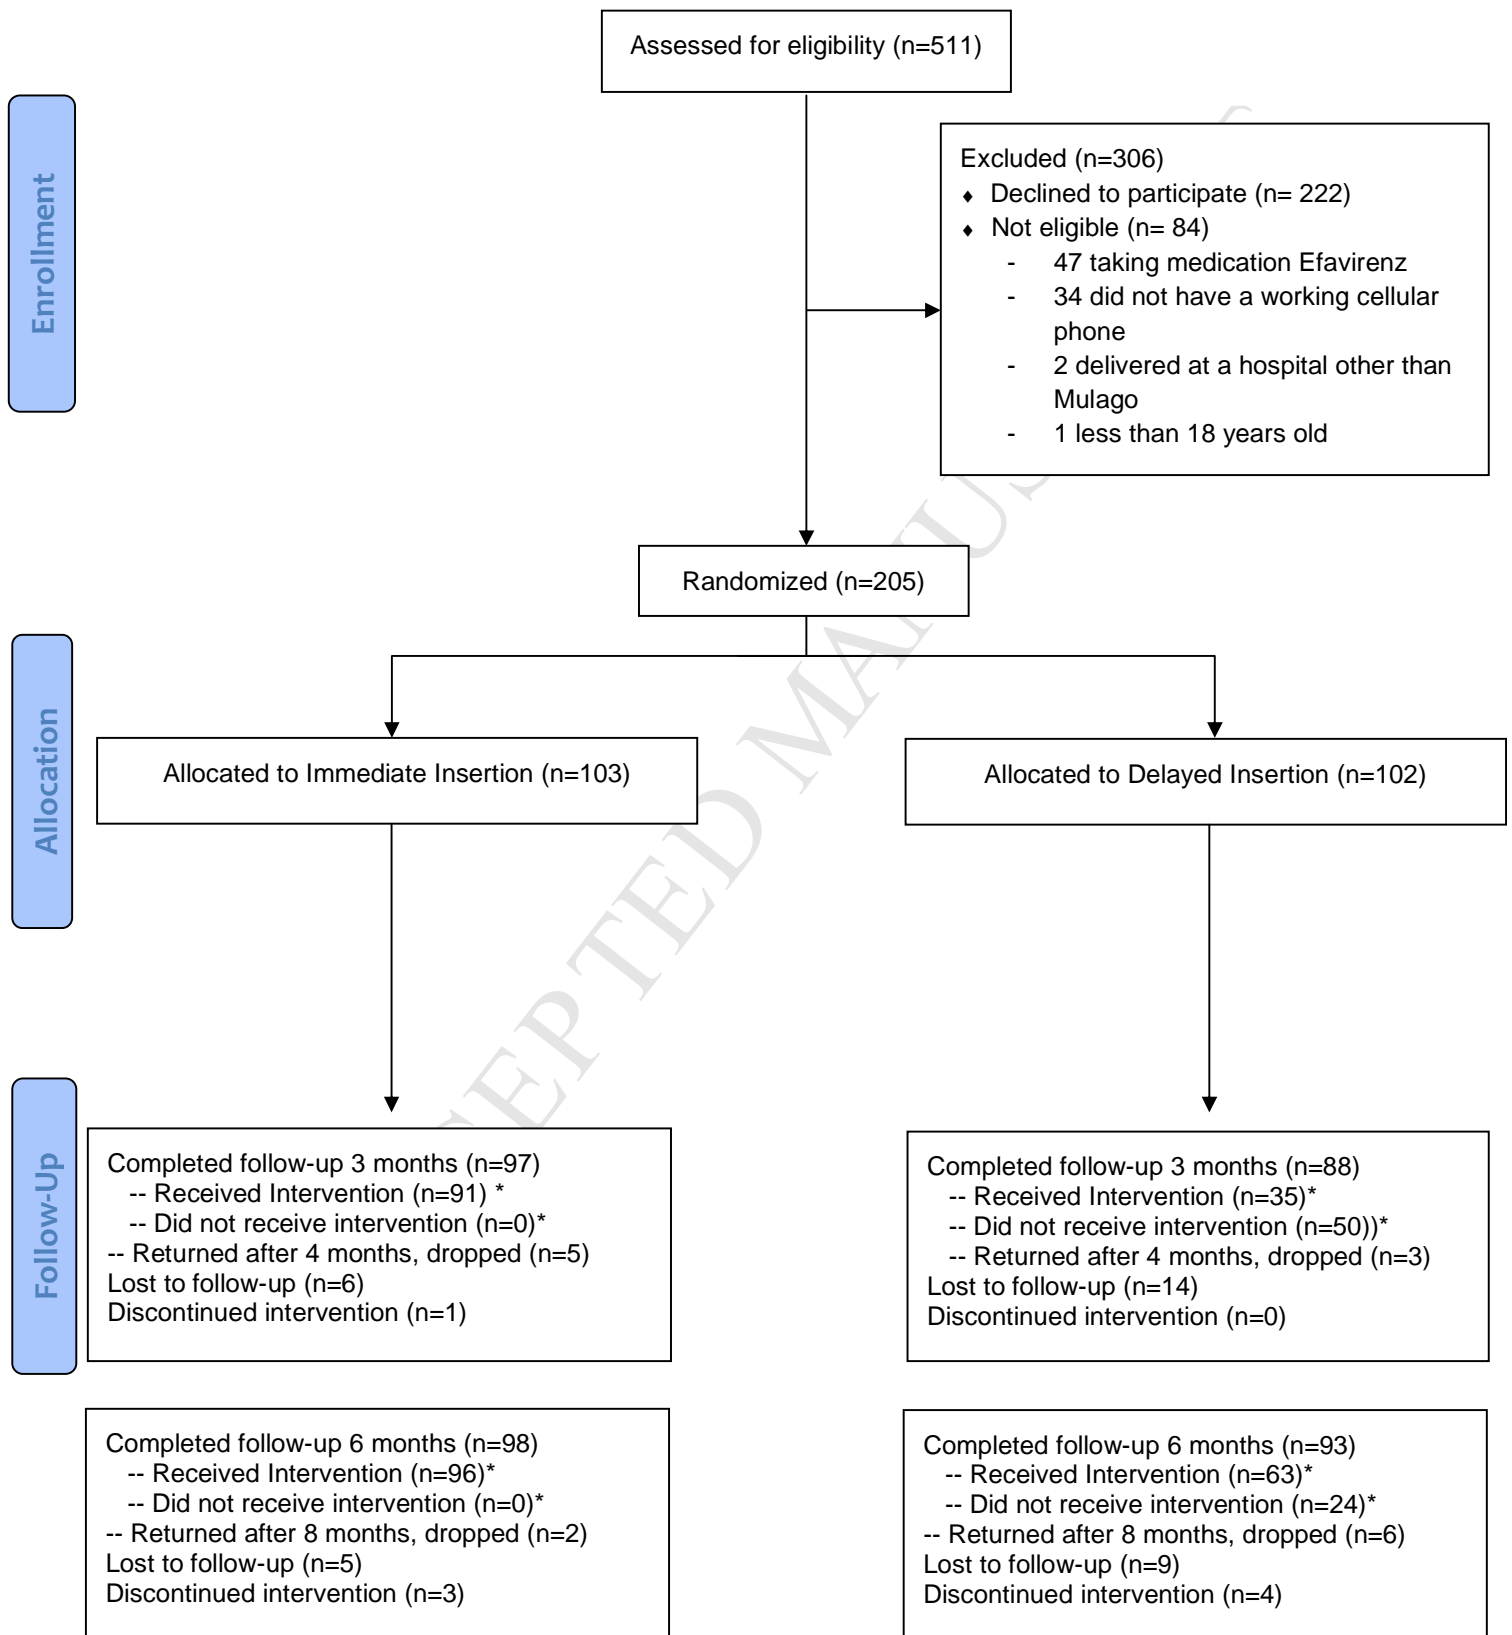 Assessed for eligibility (n=511)
Enrollment
Excluded (n=306)
♦ Declined to participate (n= 222)
♦ Not eligible (n= 84)
- 47 taking medication Efavirenz
- 34 did not have a working cellular
phone
- 2 delivered at a hospital other than
Mulago
- 1 less than 18 years old
Randomized (n=205)
Allocation
Allocated to Immediate Insertion (n=103)
Allocated to Delayed Insertion (n=102)
Follow-Up
Completed follow-up 3 months (n=97)
-- Received Intervention (n=91) *
-- Did not receive intervention (n=0)*
-- Returned after 4 months, dropped (n=5)
Lost to follow-up (n=6)
Discontinued intervention (n=1)
Completed follow-up 3 months (n=88)
-- Received Intervention (n=35)*
-- Did not receive intervention (n=50))*
-- Returned after 4 months, dropped (n=3)
Lost to follow-up (n=14)
Discontinued intervention (n=0)
Completed follow-up 6 months (n=98)
-- Received Intervention (n=96)*
-- Did not receive intervention (n=0)*
-- Returned after 8 months, dropped (n=2)
Lost to follow-up (n=5)
Discontinued intervention (n=3)
Completed follow-up 6 months (n=93)
-- Received Intervention (n=63)*
-- Did not receive intervention (n=24)*
-- Returned after 8 months, dropped (n=6)
Lost to follow-up (n=9)
Discontinued intervention (n=4)